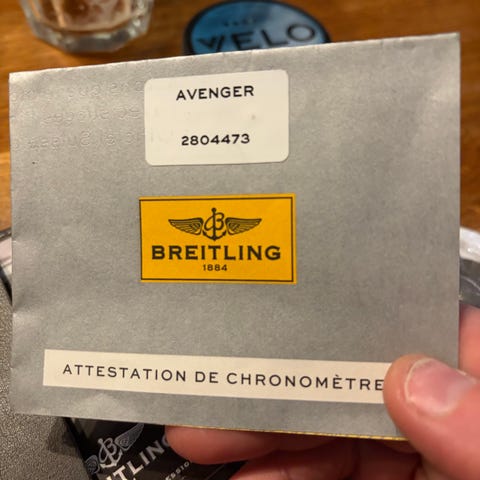 VELO
AVENGER
2804473
B
BREITLING
1884
ATTESTATION DE CHRONOMÈTRE